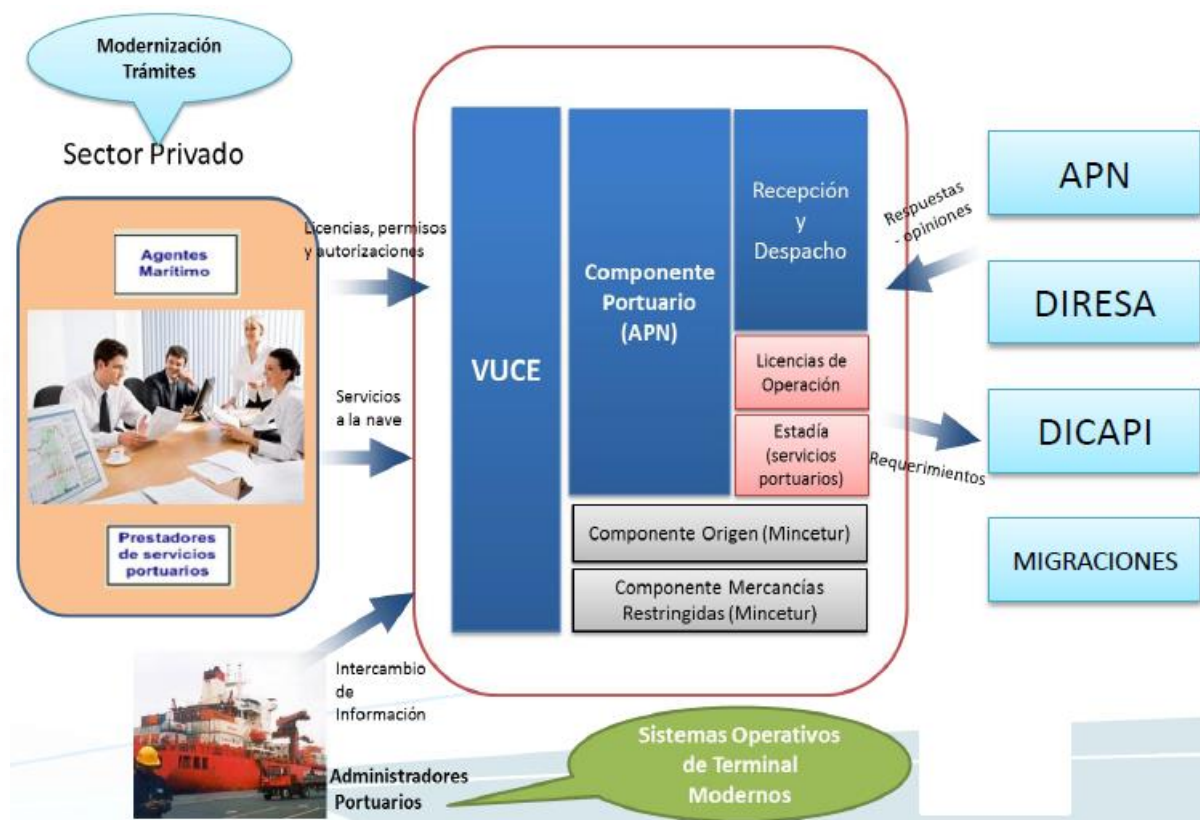 Modernización
Trámites
Sector Privado
Agentes
Marítimo
Prestadores
de servicios
portuarios
Licencias, permisos
y autorizaciones
Servicios
a la nave
Intercambio
de
Información
Administradores
Portuarios
VUCE
Componente
Portuario
(APN)
Recepción
y
Despacho
Licencias de
Operación
Estadía
(servicios
portuarios)
Componente Origen (Mincetur)
Componente Mercancías
Restringidas (Mincetur)
Respuestas
- opiniones
Requerimientos
APN
DIRESA
DICAPI
MIGRACIONES
Sistemas Operativos
de Terminal
Modernos